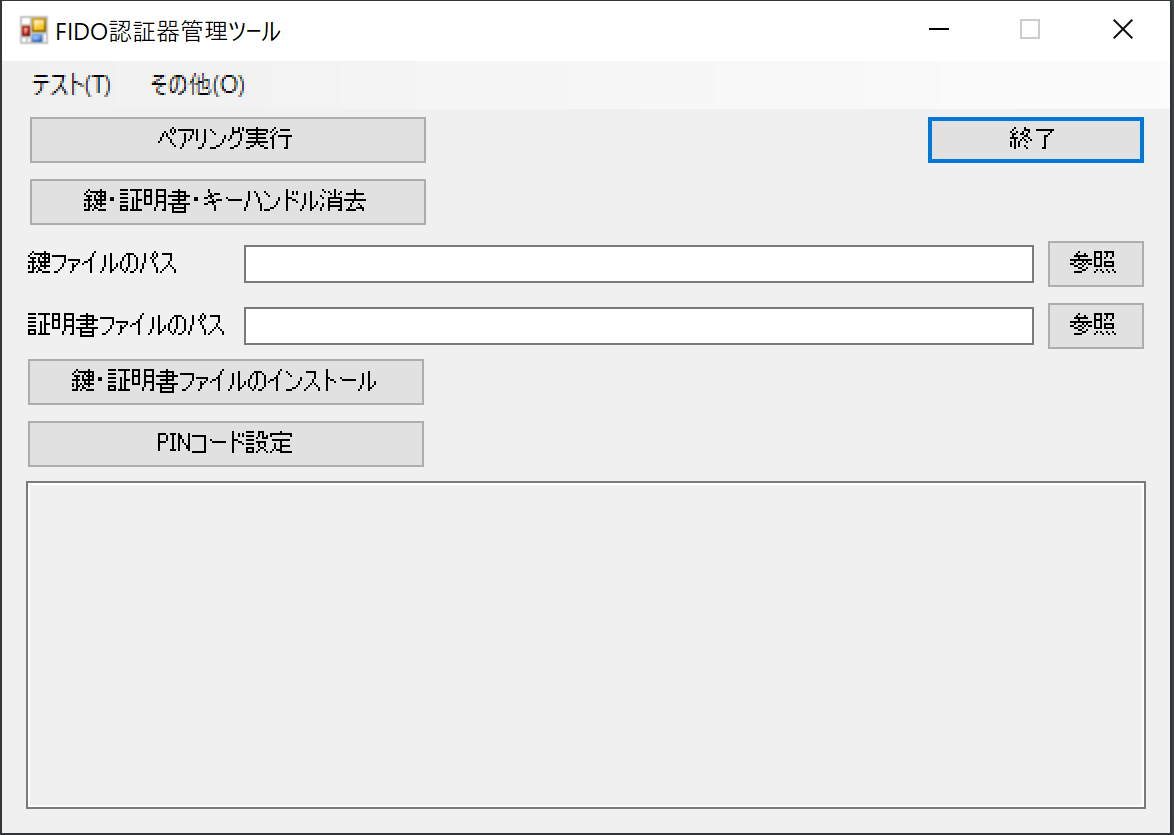 FIDO認証器管理ツール
テスト(T) その他(O)
ペアリング実行
終了
鍵・証明書・キーハンドル消去
鍵ファイルのパス
参照
証明書ファイルのパス
参照
鍵・証明書ファイルのインストール
PINコード設定